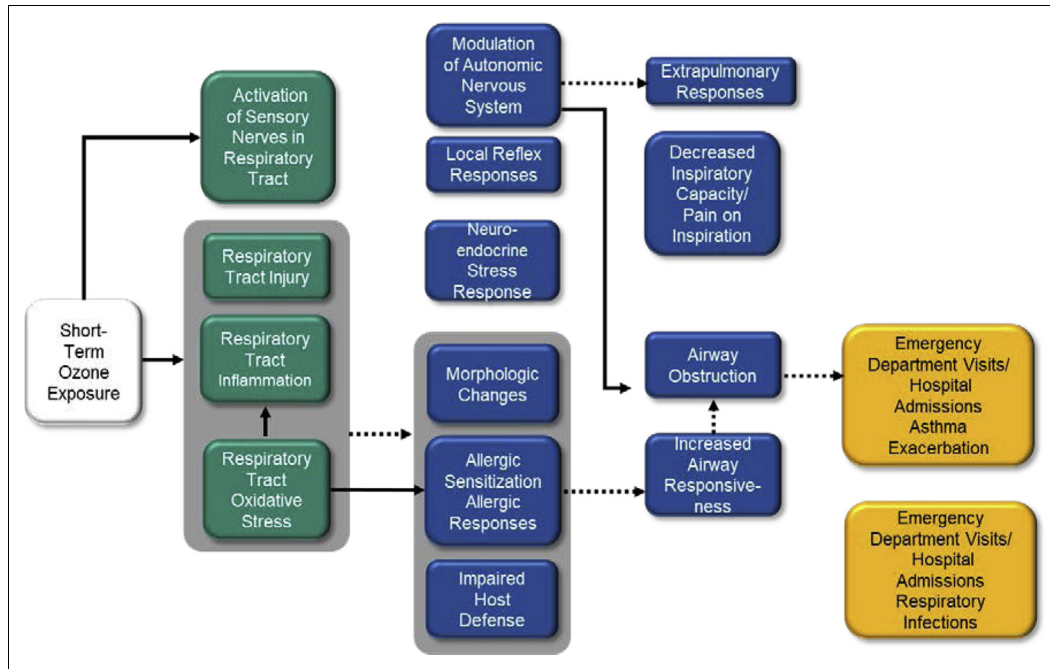 Activation
of Sensory
Nerves in
Respiratory
Tract
Modulation
of Autonomic
Nervous
System
Extrapulmonary
Responses
Local Reflex
Responses
Decreased
Inspiratory
Capacity/
Pain on
Inspiration
Respiratory
Tract Injury
Neuro-
endocrine
Stress
Response
Short-
Term
Ozone
Exposure
Respiratory
Tract
Inflammation
Morphologic
Changes
Airway
Obstruction
Emergency
Department Visits/
Hospital
Admissions
Asthma
Exacerbation
Respiratory
Tract
Oxidative
Stress
Allergic
Sensitization
Allergic
Responses
Increased
Airway
Responsive-
ness
Impaired
Host
Defense
Emergency
Department Visits/
Hospital
Admissions
Respiratory
Infections